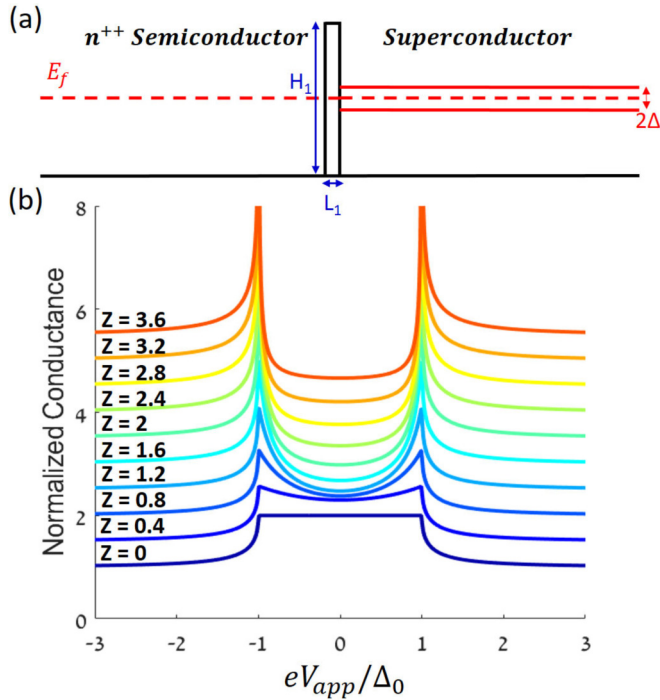 (a)
n⁺⁺ Semiconductor
Superconductor
E_f
H₁
2Δ
L₁
(b)
Normalized Conductance
8
6
4
2
0
Z = 3.6
Z = 3.2
Z = 2.8
Z = 2.4
Z = 2
Z = 1.6
Z = 1.2
Z = 0.8
Z = 0.4
Z = 0
-3 -2 -1 0 1 2 3
eV_app/Δ₀